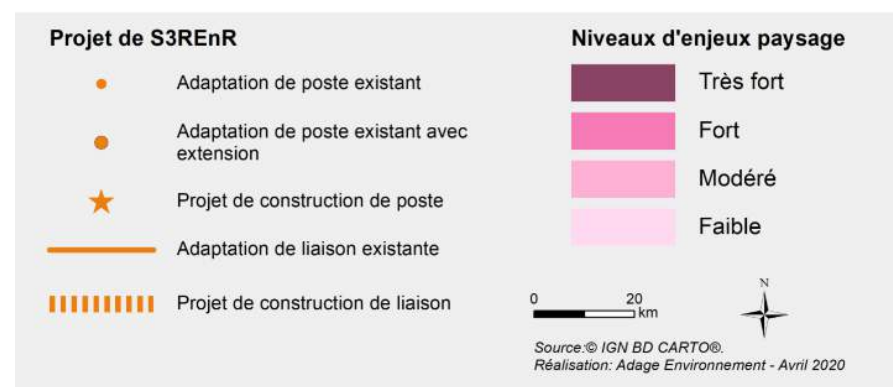 Projet de S3REnR
Adaptation de poste existant
Adaptation de poste existant avec
extension
Projet de construction de poste
Adaptation de liaison existante
Projet de construction de liaison
Niveaux d'enjeux paysage
Très fort
Fort
Modéré
Faible
0 20
km
N
Source:© IGN BD CARTO®.
Réalisation: Adage Environnement - Avril 2020